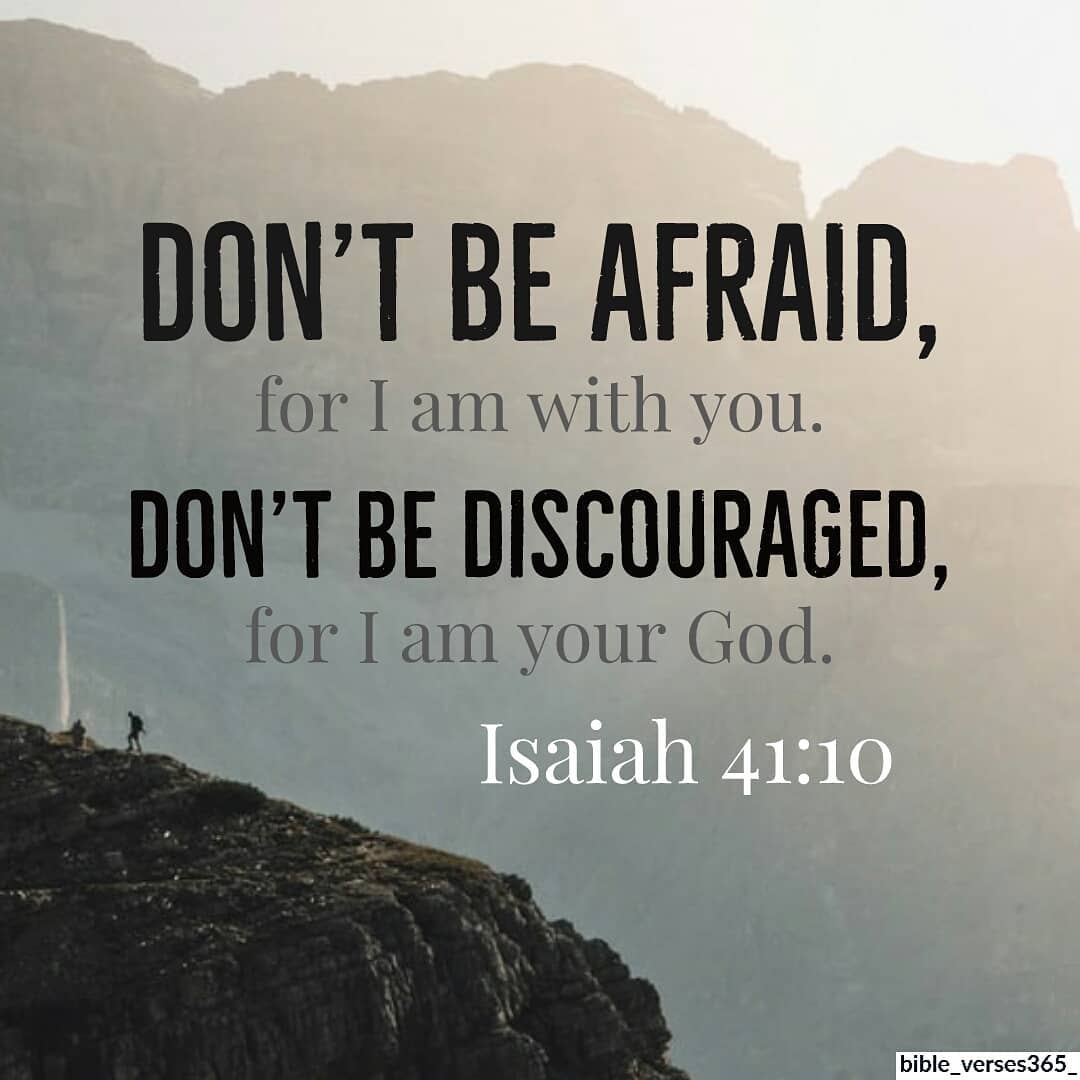 DON'T BE AFRAID,
for I am with you.
DON'T BE DISCOURAGED,
for I am your God.
Isaiah 41:10
bible_verses365_